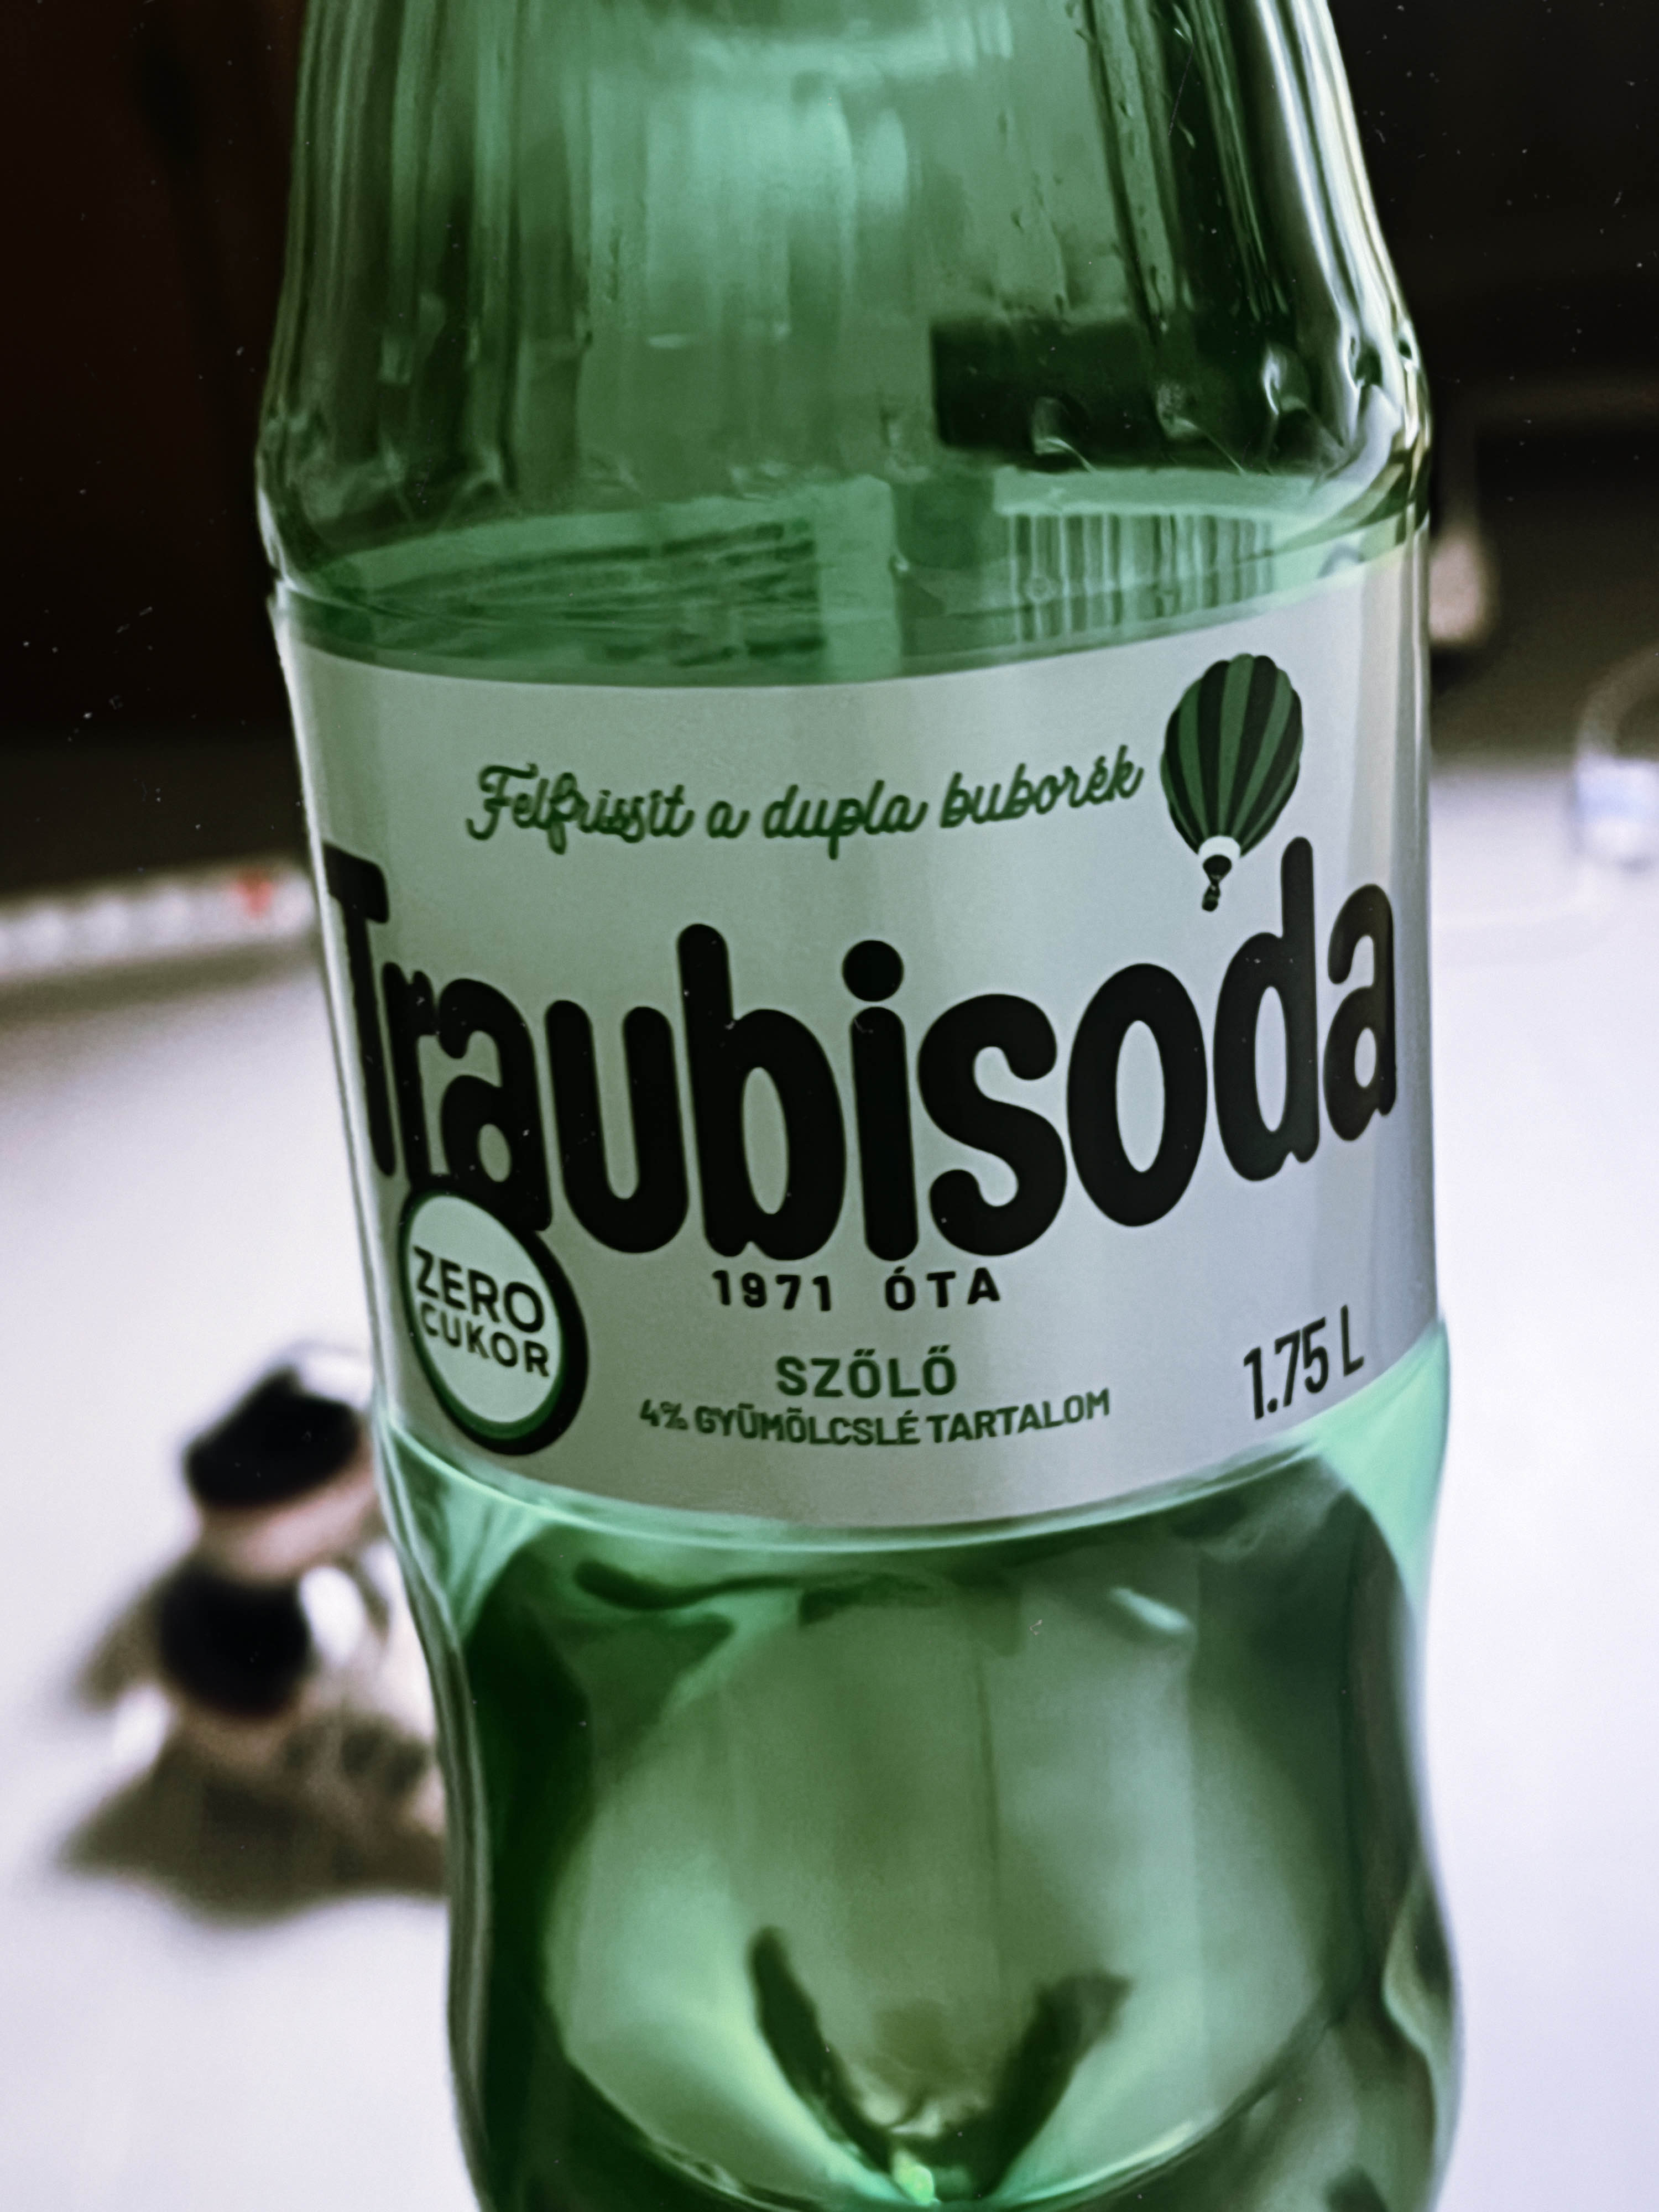 Felfrissít a dupla buborék
Traubisoda
1971 ÓTA
ZERO
CUKOR
SZŐLŐ
4% GYÜMÖLCSLÉ TARTALOM
1.75 L